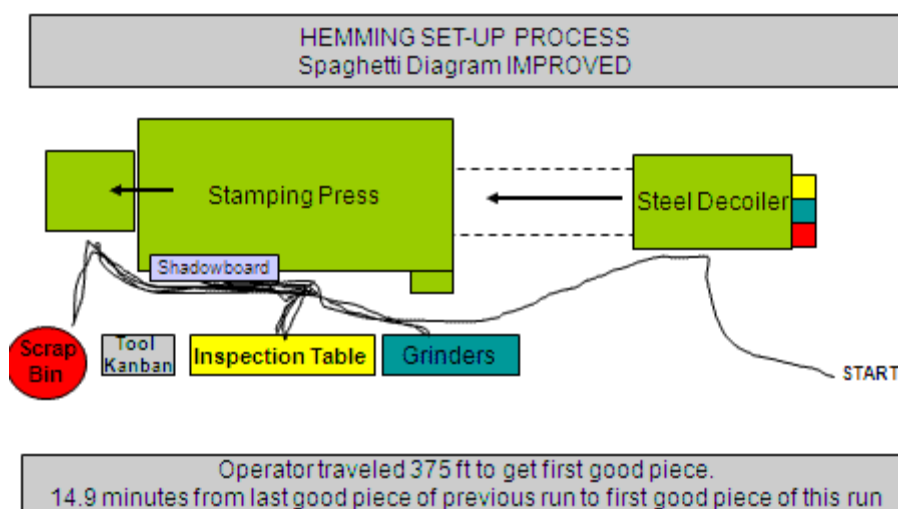 HEMMING SET-UP PROCESS
Spaghetti Diagram IMPROVED
Stamping Press
Steel Decoiler
Shadowboard
Scrap
Bin
Tool
Kanban
Inspection Table
Grinders
START
Operator traveled 375 ft to get first good piece.
14.9 minutes from last good piece of previous run to first good piece of this run